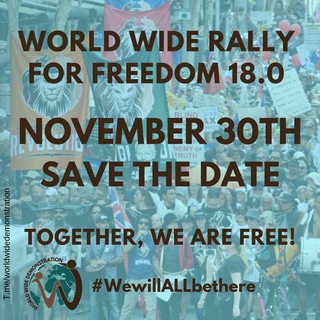 WORLD WIDE RALLY
FOR FREEDOM 18.0
NOVEMBER 30TH
SAVE THE DATE
TOGETHER, WE ARE FREE!
#WewillALLbethere
WORLD WIDE DEMONSTRATION
T.me/worldwidedemonstration